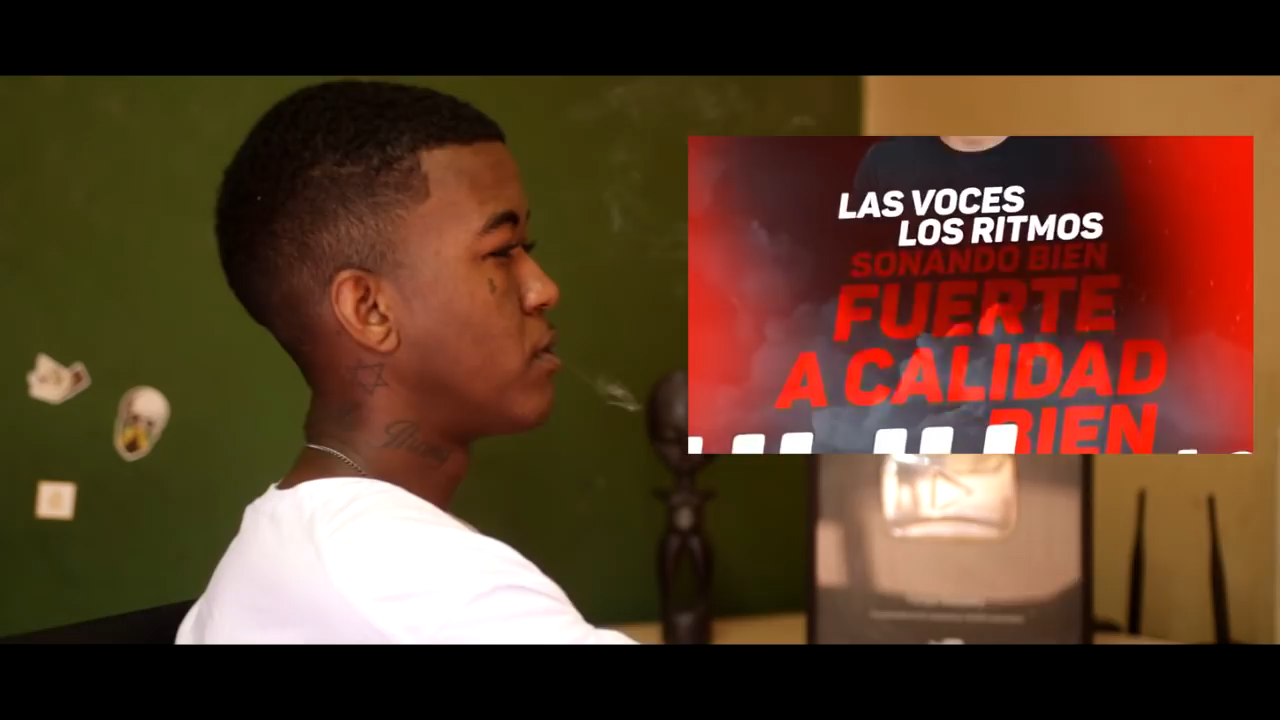 LAS VOCES
LOS RITMOS
SONANDO BIEN
FUERTE
A CALIDAD
BIEN